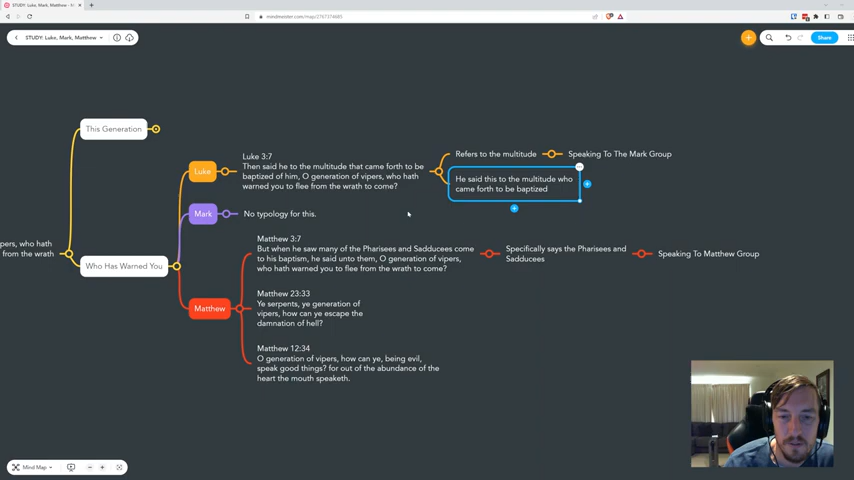 STUDY: Luke, Mark, Matthew - M
mindmeister.com/map/2767374685
STUDY: Luke, Mark, Matthew
Share
This Generation
Luke 3:7
Then said he to the multitude that came forth to be
baptized of him, O generation of vipers, who hath
warned you to flee from the wrath to come?
Luke
Refers to the multitude
Speaking To The Mark Group
He said this to the multitude who
came forth to be baptized
Mark
No typology for this.
pers, who hath
from the wrath
Who Has Warned You
Matthew
Matthew 3:7
But when he saw many of the Pharisees and Sadducees come
to his baptism, he said unto them, O generation of vipers,
who hath warned you to flee from the wrath to come?
Specifically says the Pharisees and
Sadducees
Speaking To Matthew Group
Matthew 23:33
Ye serpents, ye generation of
vipers, how can ye escape the
damnation of hell?
Matthew 12:34
O generation of vipers, how can ye, being evil,
speak good things? for out of the abundance of the
heart the mouth speaketh.
Mind Map